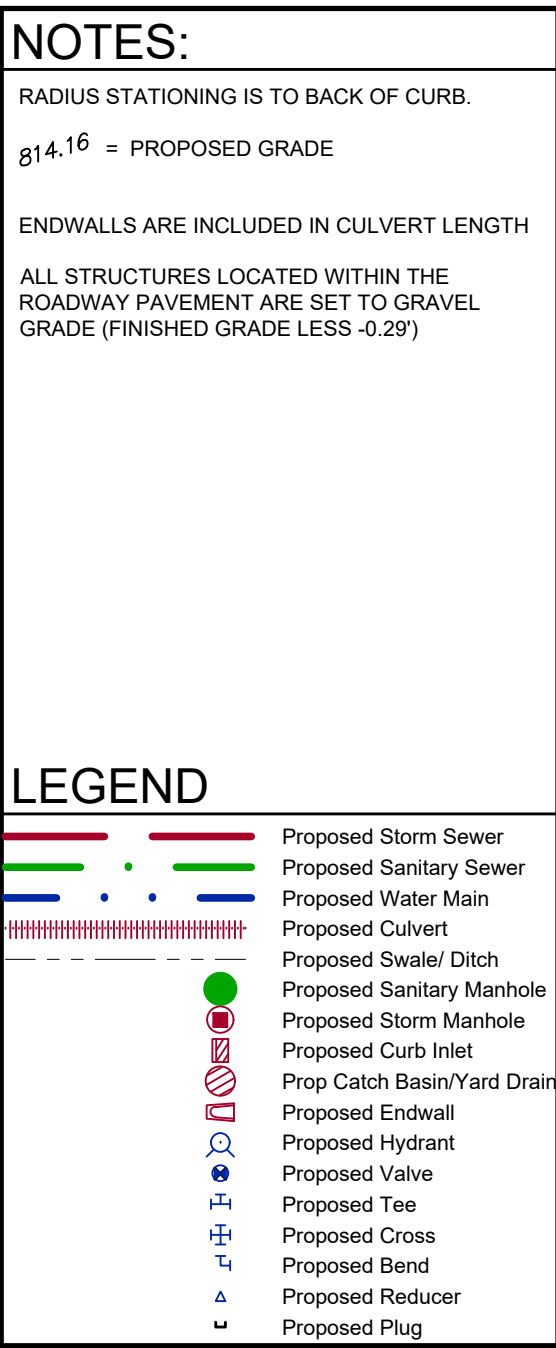 NOTES:
RADIUS STATIONING IS TO BACK OF CURB.
814.16 = PROPOSED GRADE
ENDWALLS ARE INCLUDED IN CULVERT LENGTH
ALL STRUCTURES LOCATED WITHIN THE
ROADWAY PAVEMENT ARE SET TO GRAVEL
GRADE (FINISHED GRADE LESS -0.29')
LEGEND
Proposed Storm Sewer
Proposed Sanitary Sewer
Proposed Water Main
Proposed Culvert
Proposed Swale/ Ditch
Proposed Sanitary Manhole
Proposed Storm Manhole
Proposed Curb Inlet
Prop Catch Basin/Yard Drain
Proposed Endwall
Proposed Hydrant
Proposed Valve
Proposed Tee
Proposed Cross
Proposed Bend
Proposed Reducer
Proposed Plug